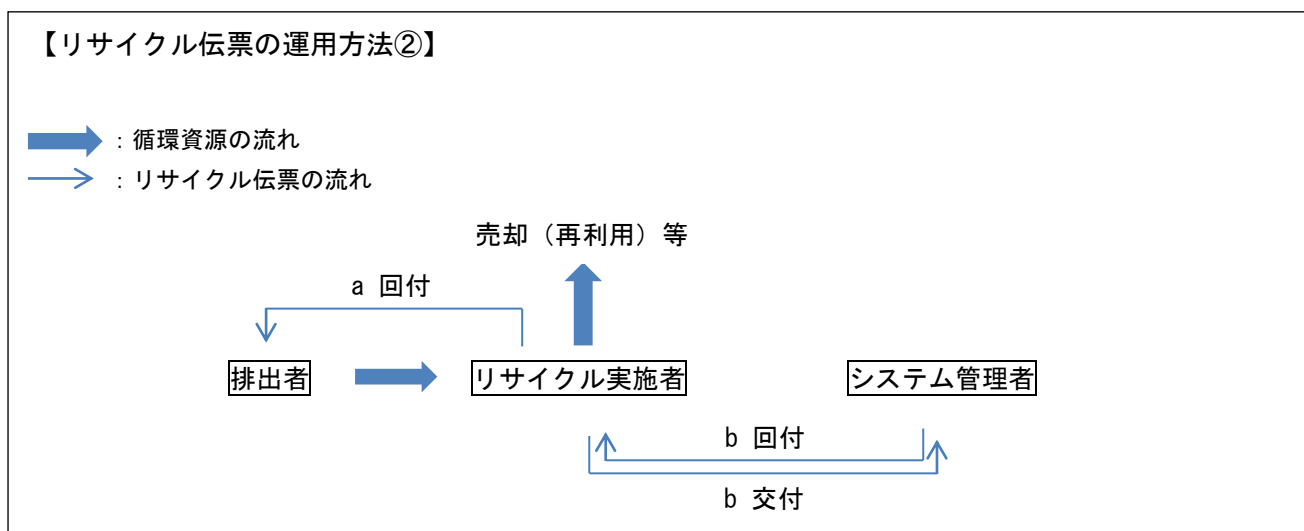 【リサイクル伝票の運用方法②】
：循環資源の流れ
：リサイクル伝票の流れ
売却（再利用）等
a 回付
排出者
リサイクル実施者
システム管理者
b 回付
b 交付